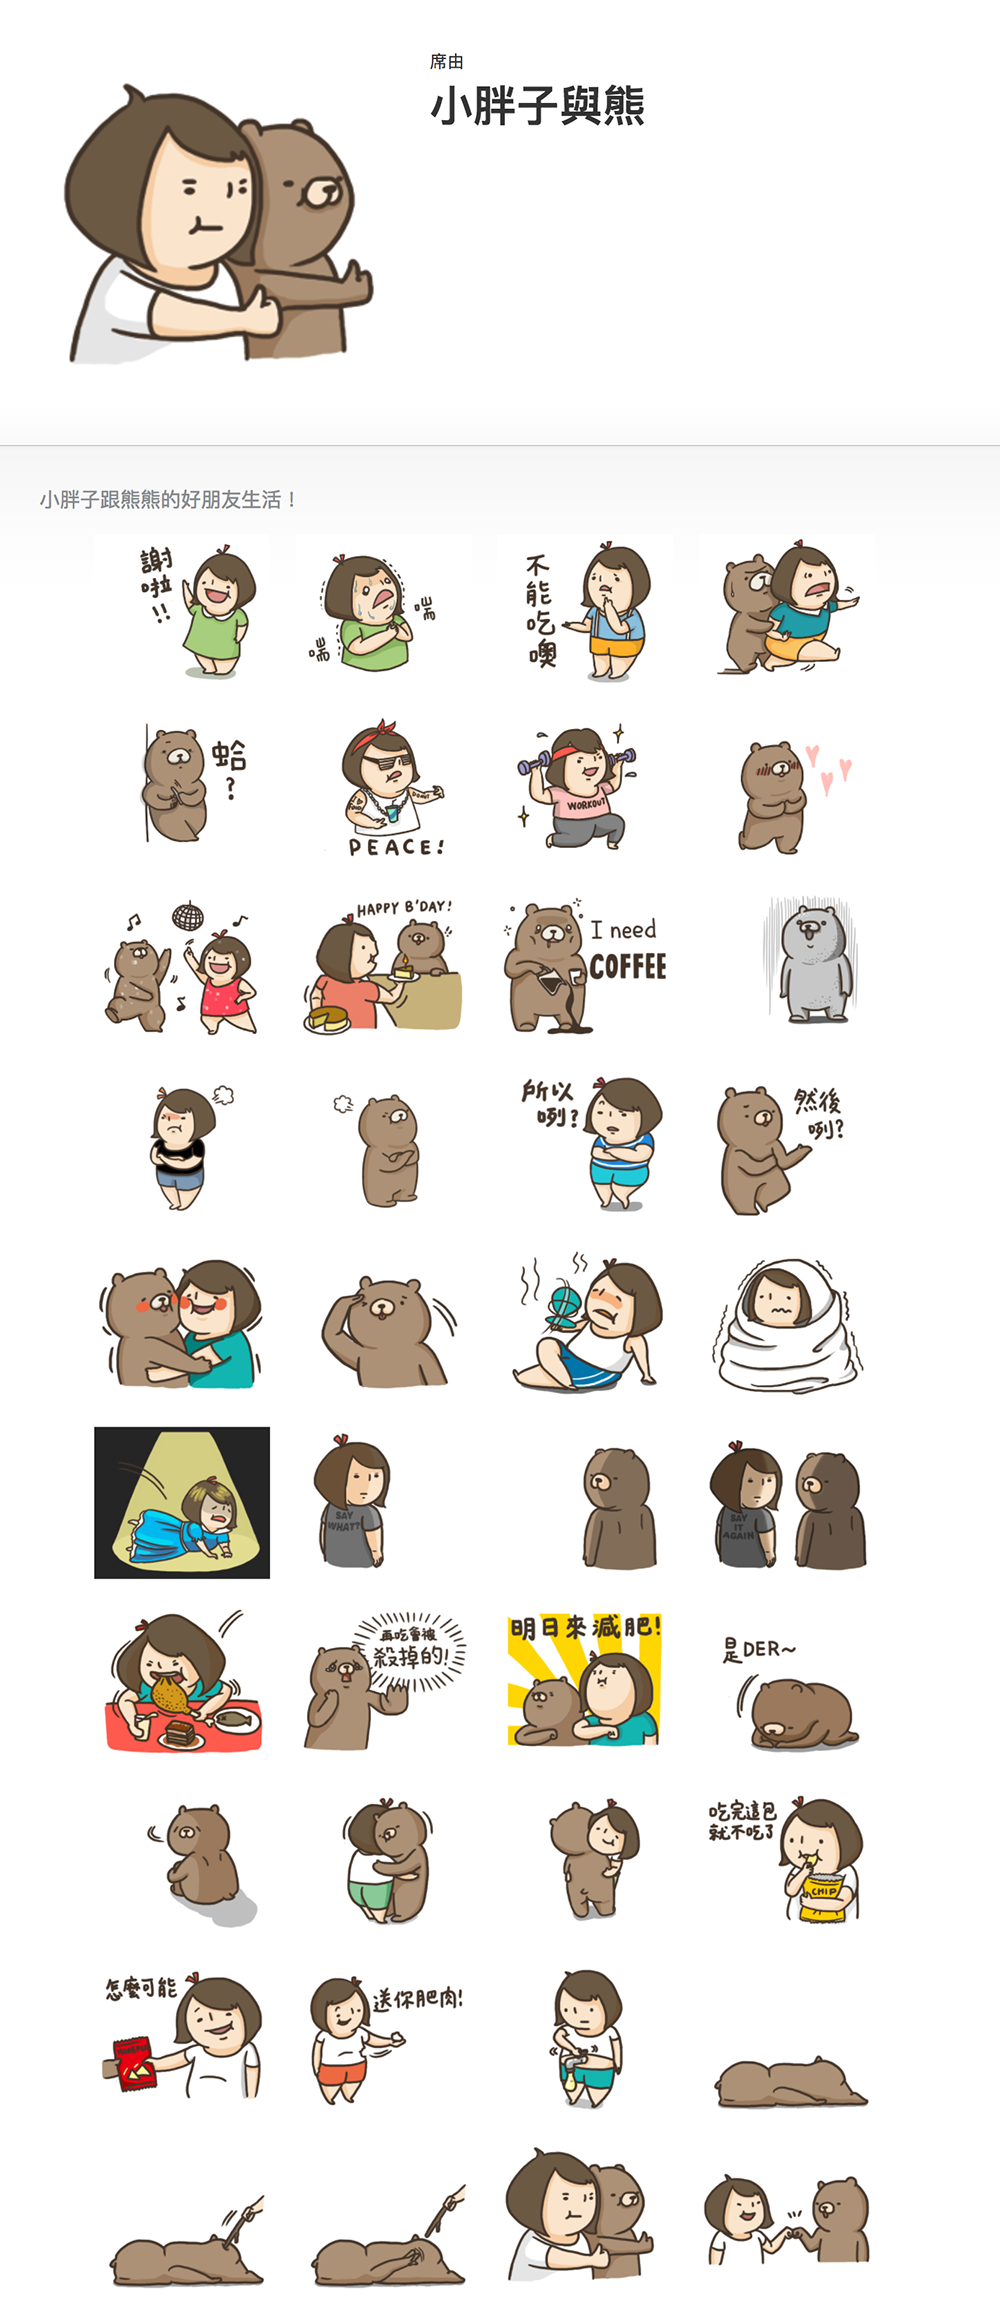 席由
小胖子與熊
小胖子跟熊熊的好朋友生活！
謝
啦
!!
喘
喘
不
能
吃
噢
蛤
?
DONUT
PEACE!
WORKOUT
HAPPY B'DAY!
I need
COFFEE
所以
咧?
然後
咧?
SAY
WHAT?
SAY
IT
AGAIN
再吃會被
殺掉的!
明日來減肥!
是DER~
吃完這包
就不吃了
CHIP
怎麼可能
送你肥肉!